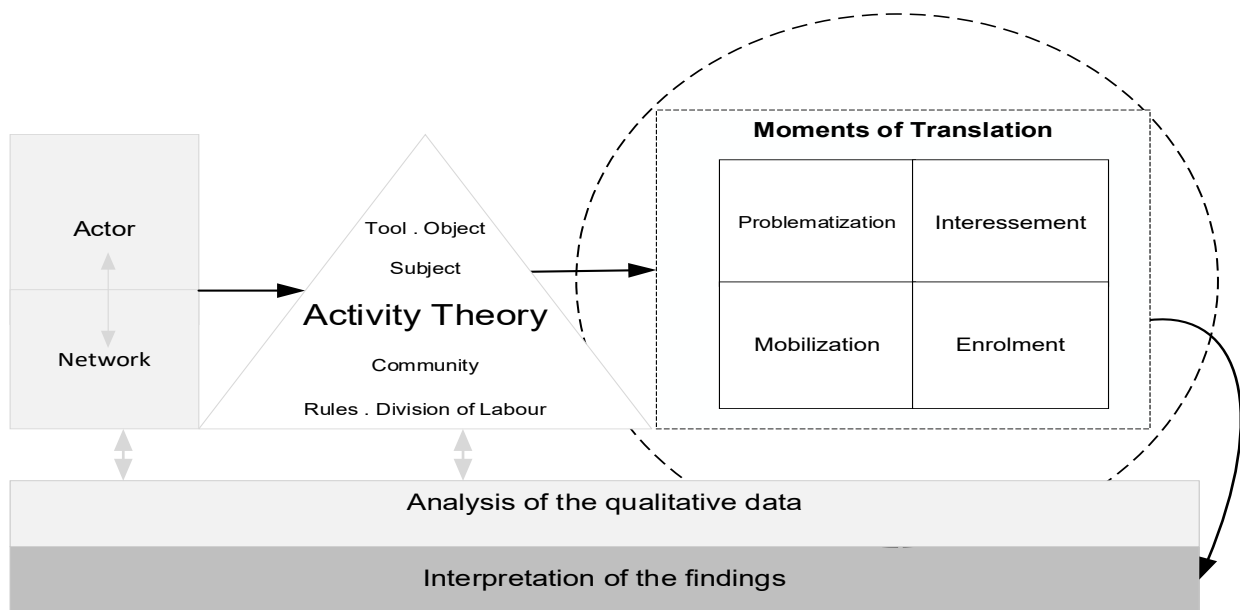 Actor
Network
Tool . Object
Subject
Activity Theory
Community
Rules . Division of Labour
Moments of Translation
Problematization
Interessement
Mobilization
Enrolment
Analysis of the qualitative data
Interpretation of the findings